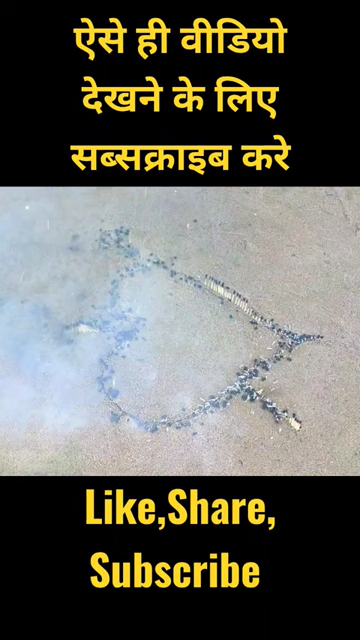 ऐसे ही वीडियो
देखने के लिए
सब्सक्राइब करे
Like,Share,
Subscribe